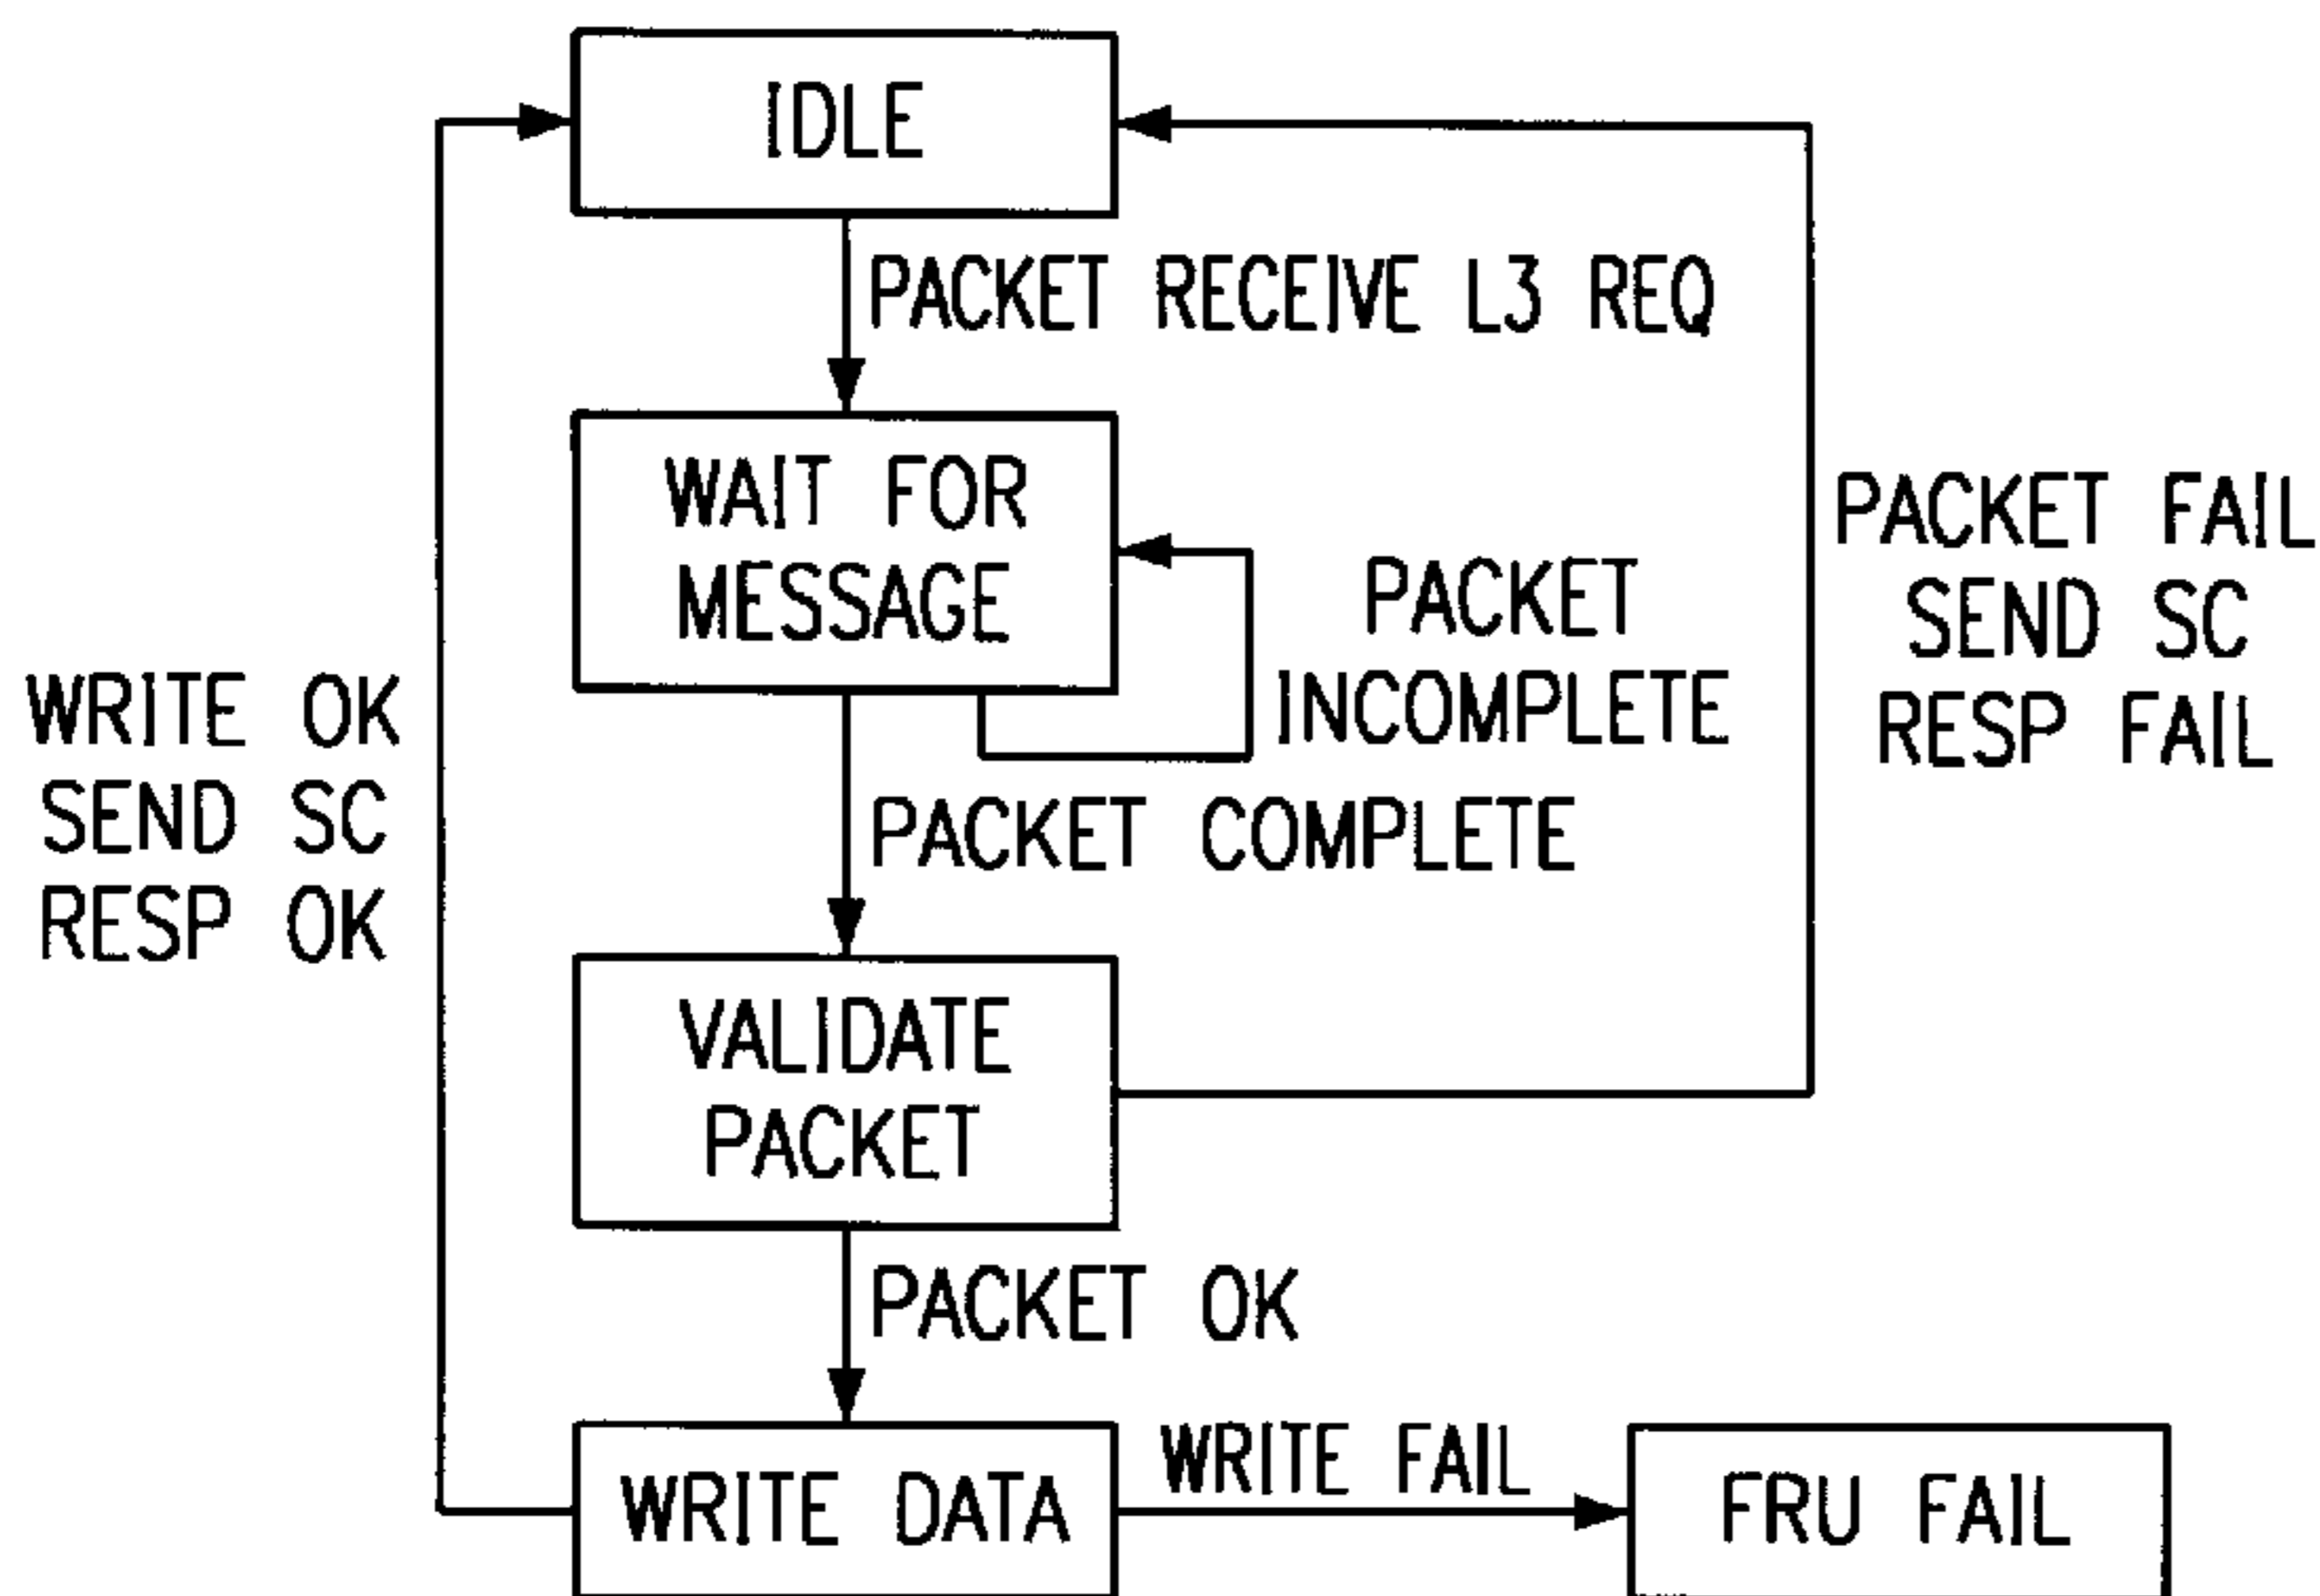 IDLE
PACKET RECEIVE L3 REQ
WAIT FOR
MESSAGE
PACKET
INCOMPLETE
PACKET FAIL
SEND SC
RESP FAIL
WRITE OK
SEND SC
RESP OK
PACKET COMPLETE
VALIDATE
PACKET
PACKET OK
WRITE DATA
WRITE FAIL
FRU FAIL